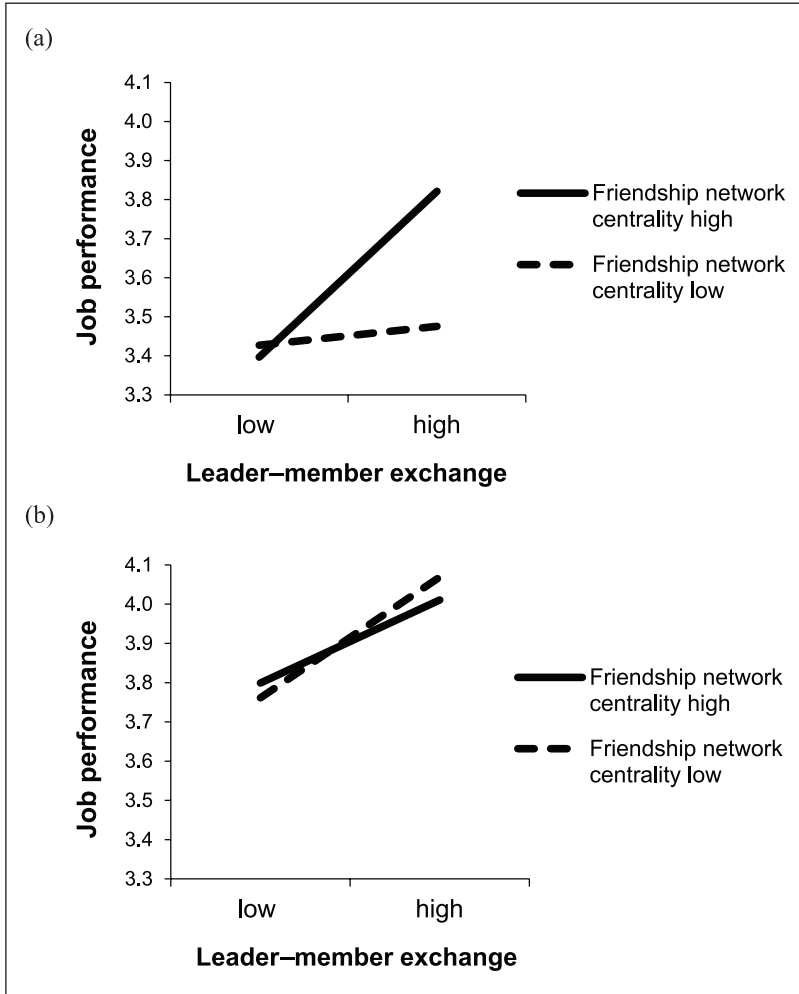 (a)
4.1
4.0
3.9
3.8
3.7
3.6
3.5
3.4
3.3
Job performance
low
high
Leader–member exchange
Friendship network
centrality high
Friendship network
centrality low
(b)
4.1
4.0
3.9
3.8
3.7
3.6
3.5
3.4
3.3
Job performance
low
high
Leader–member exchange
Friendship network
centrality high
Friendship network
centrality low